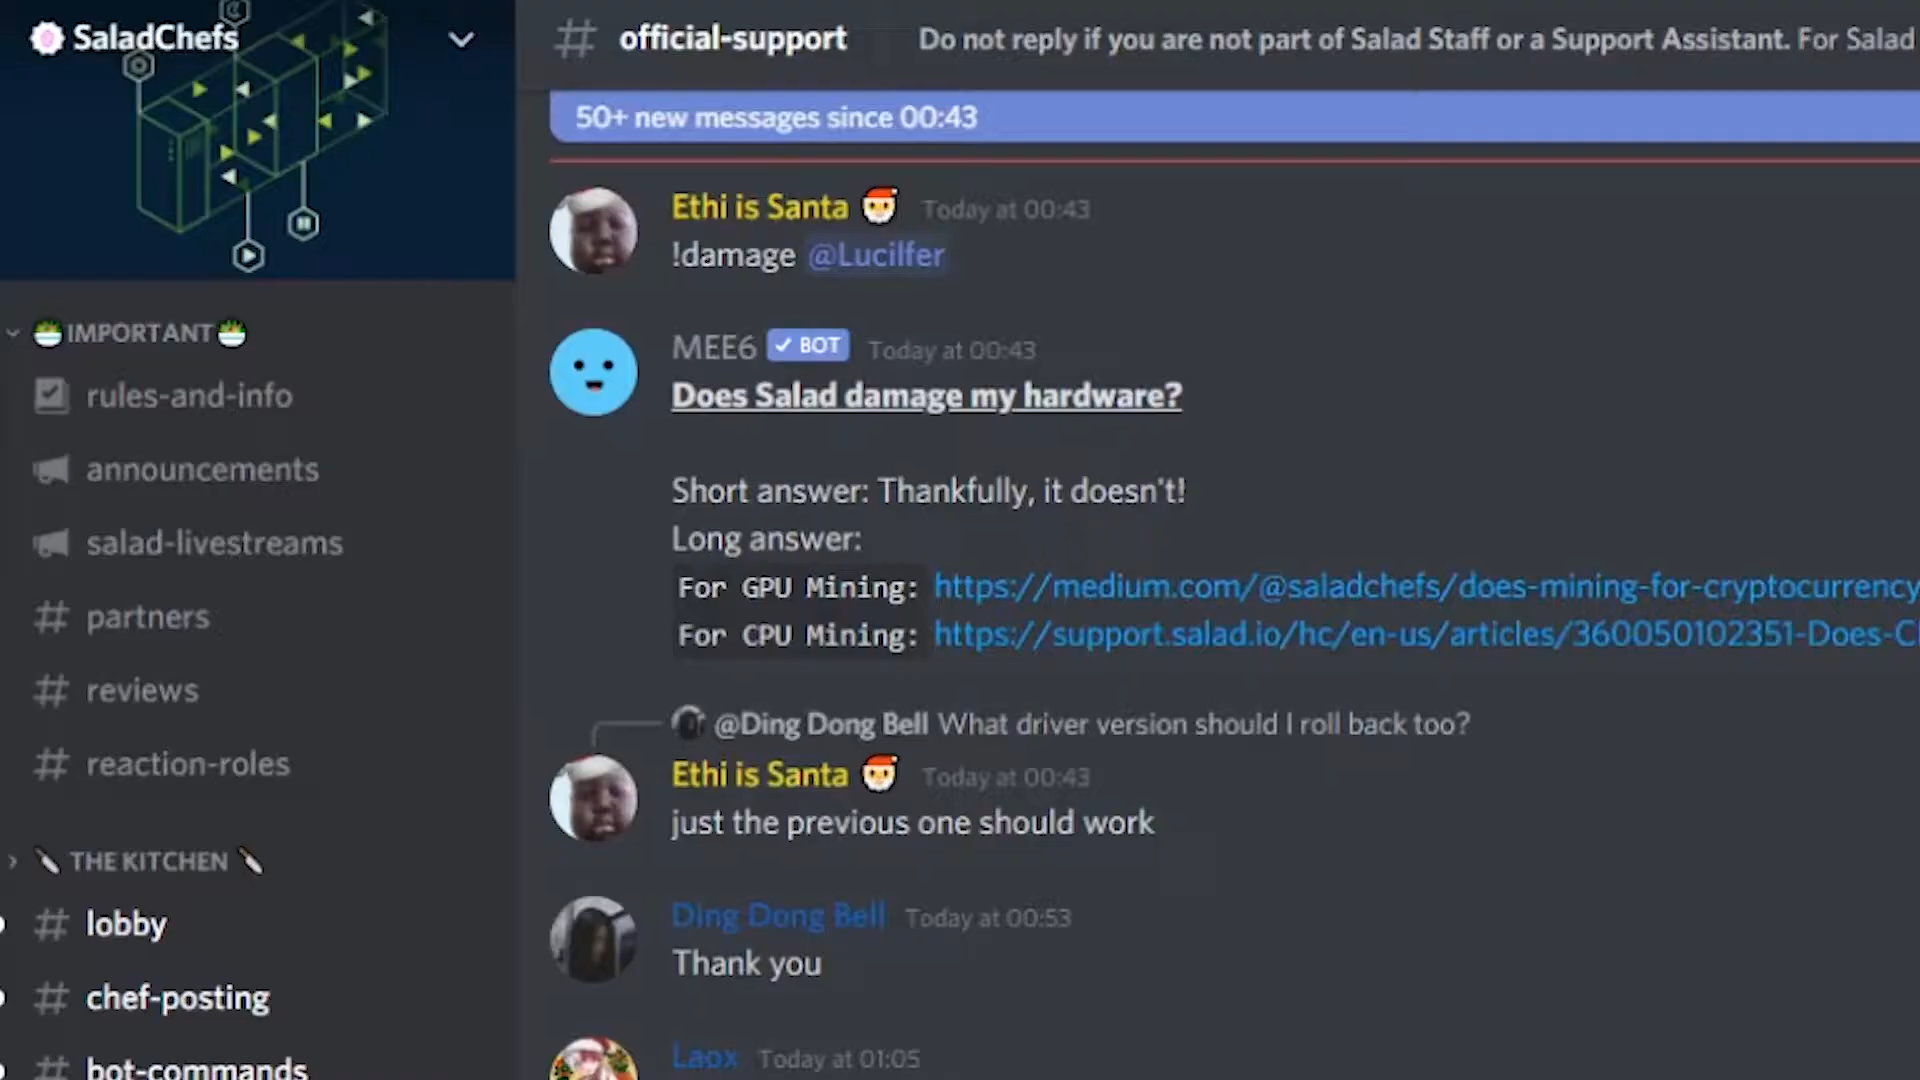 SaladChefs
IMPORTANT
rules-and-info
announcements
salad-livestreams
partners
reviews
reaction-roles
THE KITCHEN
lobby
chef-posting
bot-commands
official-support
Do not reply if you are not part of Salad Staff or a Support Assistant. For Salad
50+ new messages since 00:43
Ethi is Santa 🎅 Today at 00:43
!damage @Lucilfer
MEE6 ✓ BOT Today at 00:43
Does Salad damage my hardware?
Short answer: Thankfully, it doesn't!
Long answer:
For GPU Mining: https://medium.com/@saladchefs/does-mining-for-cryptocurrency
For CPU Mining: https://support.salad.io/hc/en-us/articles/360050102351-Does-C
@Ding Dong Bell What driver version should I roll back too?
Ethi is Santa 🎅 Today at 00:43
just the previous one should work
Ding Dong Bell Today at 00:53
Thank you
Laox Today at 01:05